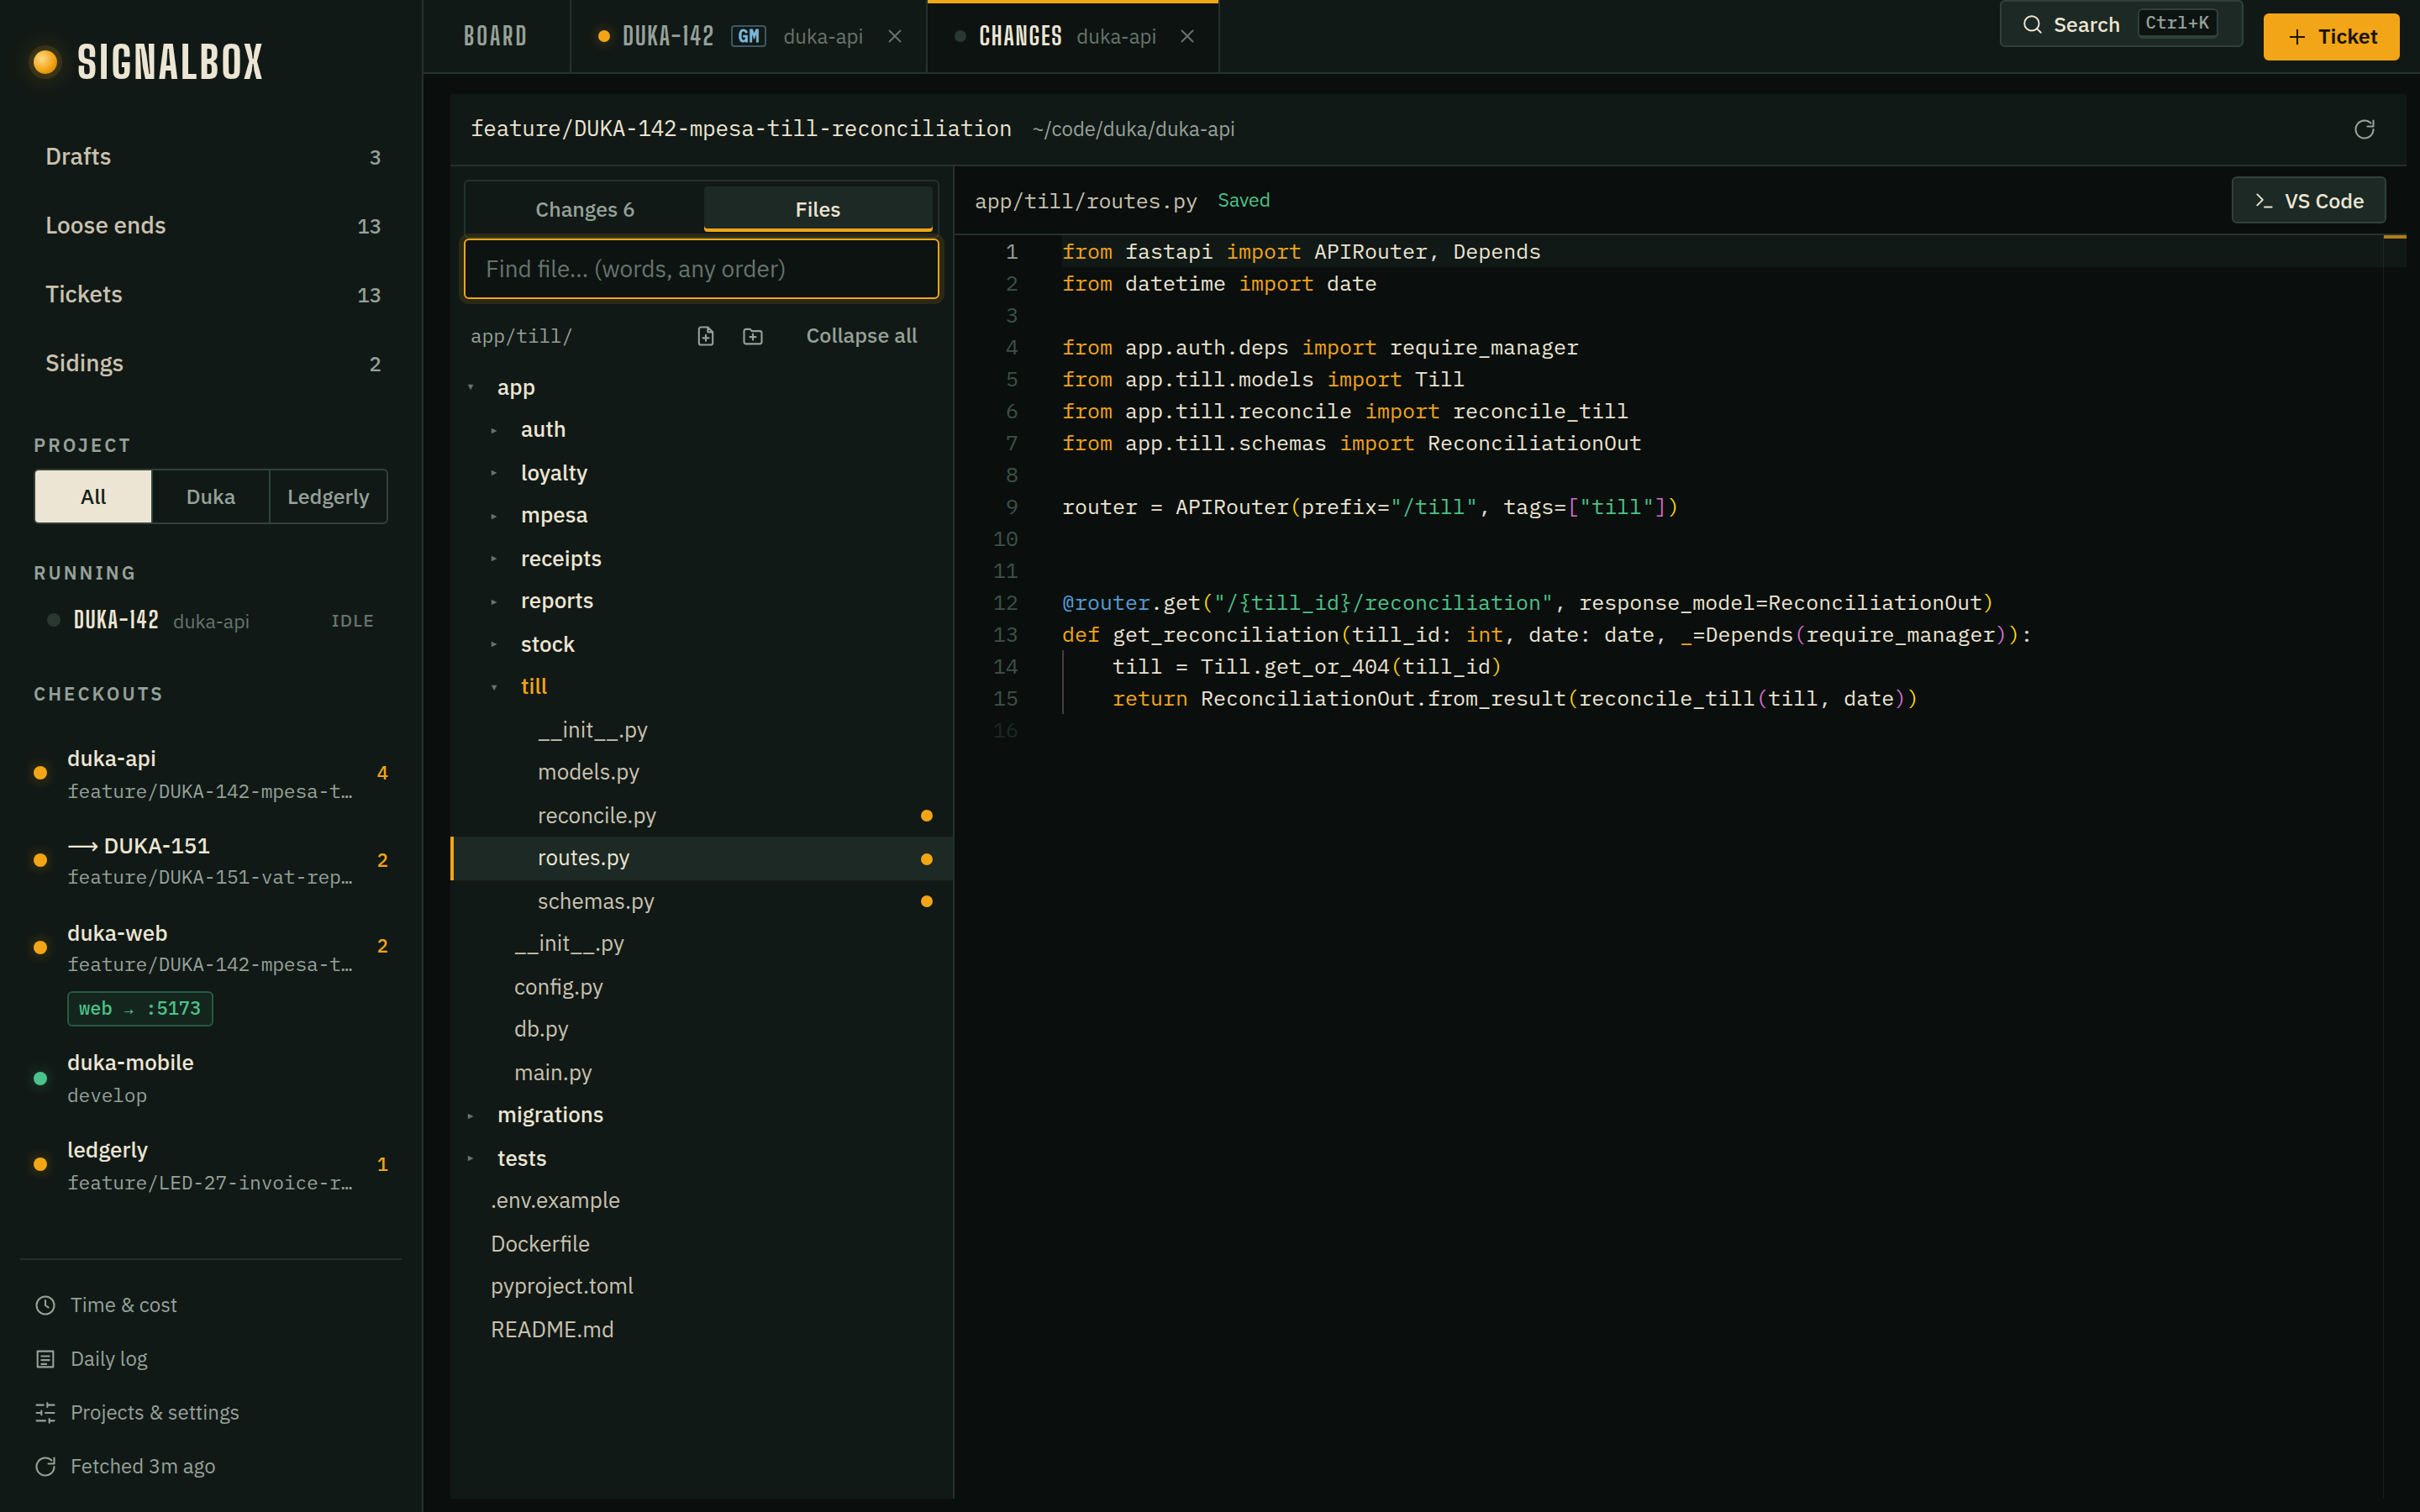 SIGNALBOX
Drafts 3
Loose ends 13
Tickets 13
Sidings 2
PROJECT
All Duka Ledgerly
RUNNING
DUKA-142 duka-api IDLE
CHECKOUTS
duka-api 4
feature/DUKA-142-mpesa-t…
⟶ DUKA-151 2
feature/DUKA-151-vat-rep…
duka-web 2
feature/DUKA-142-mpesa-t…
web → :5173
duka-mobile
develop
ledgerly 1
feature/LED-27-invoice-r…
Time & cost
Daily log
Projects & settings
Fetched 3m ago
BOARD DUKA-142 GM duka-api CHANGES duka-api
Search Ctrl+K
Ticket
feature/DUKA-142-mpesa-till-reconciliation ~/code/duka/duka-api
Changes 6 Files
Find file… (words, any order)
app/till/ Collapse all
app
auth
loyalty
mpesa
receipts
reports
stock
till
__init__.py
models.py
reconcile.py
routes.py
schemas.py
__init__.py
config.py
db.py
main.py
migrations
tests
.env.example
Dockerfile
pyproject.toml
README.md
app/till/routes.py Saved VS Code
1 from fastapi import APIRouter, Depends
2 from datetime import date
3
4 from app.auth.deps import require_manager
5 from app.till.models import Till
6 from app.till.reconcile import reconcile_till
7 from app.till.schemas import ReconciliationOut
8
9 router = APIRouter(prefix="/till", tags=["till"])
10
11
12 @router.get("/{till_id}/reconciliation", response_model=ReconciliationOut)
13 def get_reconciliation(till_id: int, date: date, _=Depends(require_manager)):
14 till = Till.get_or_404(till_id)
15 return ReconciliationOut.from_result(reconcile_till(till, date))
16